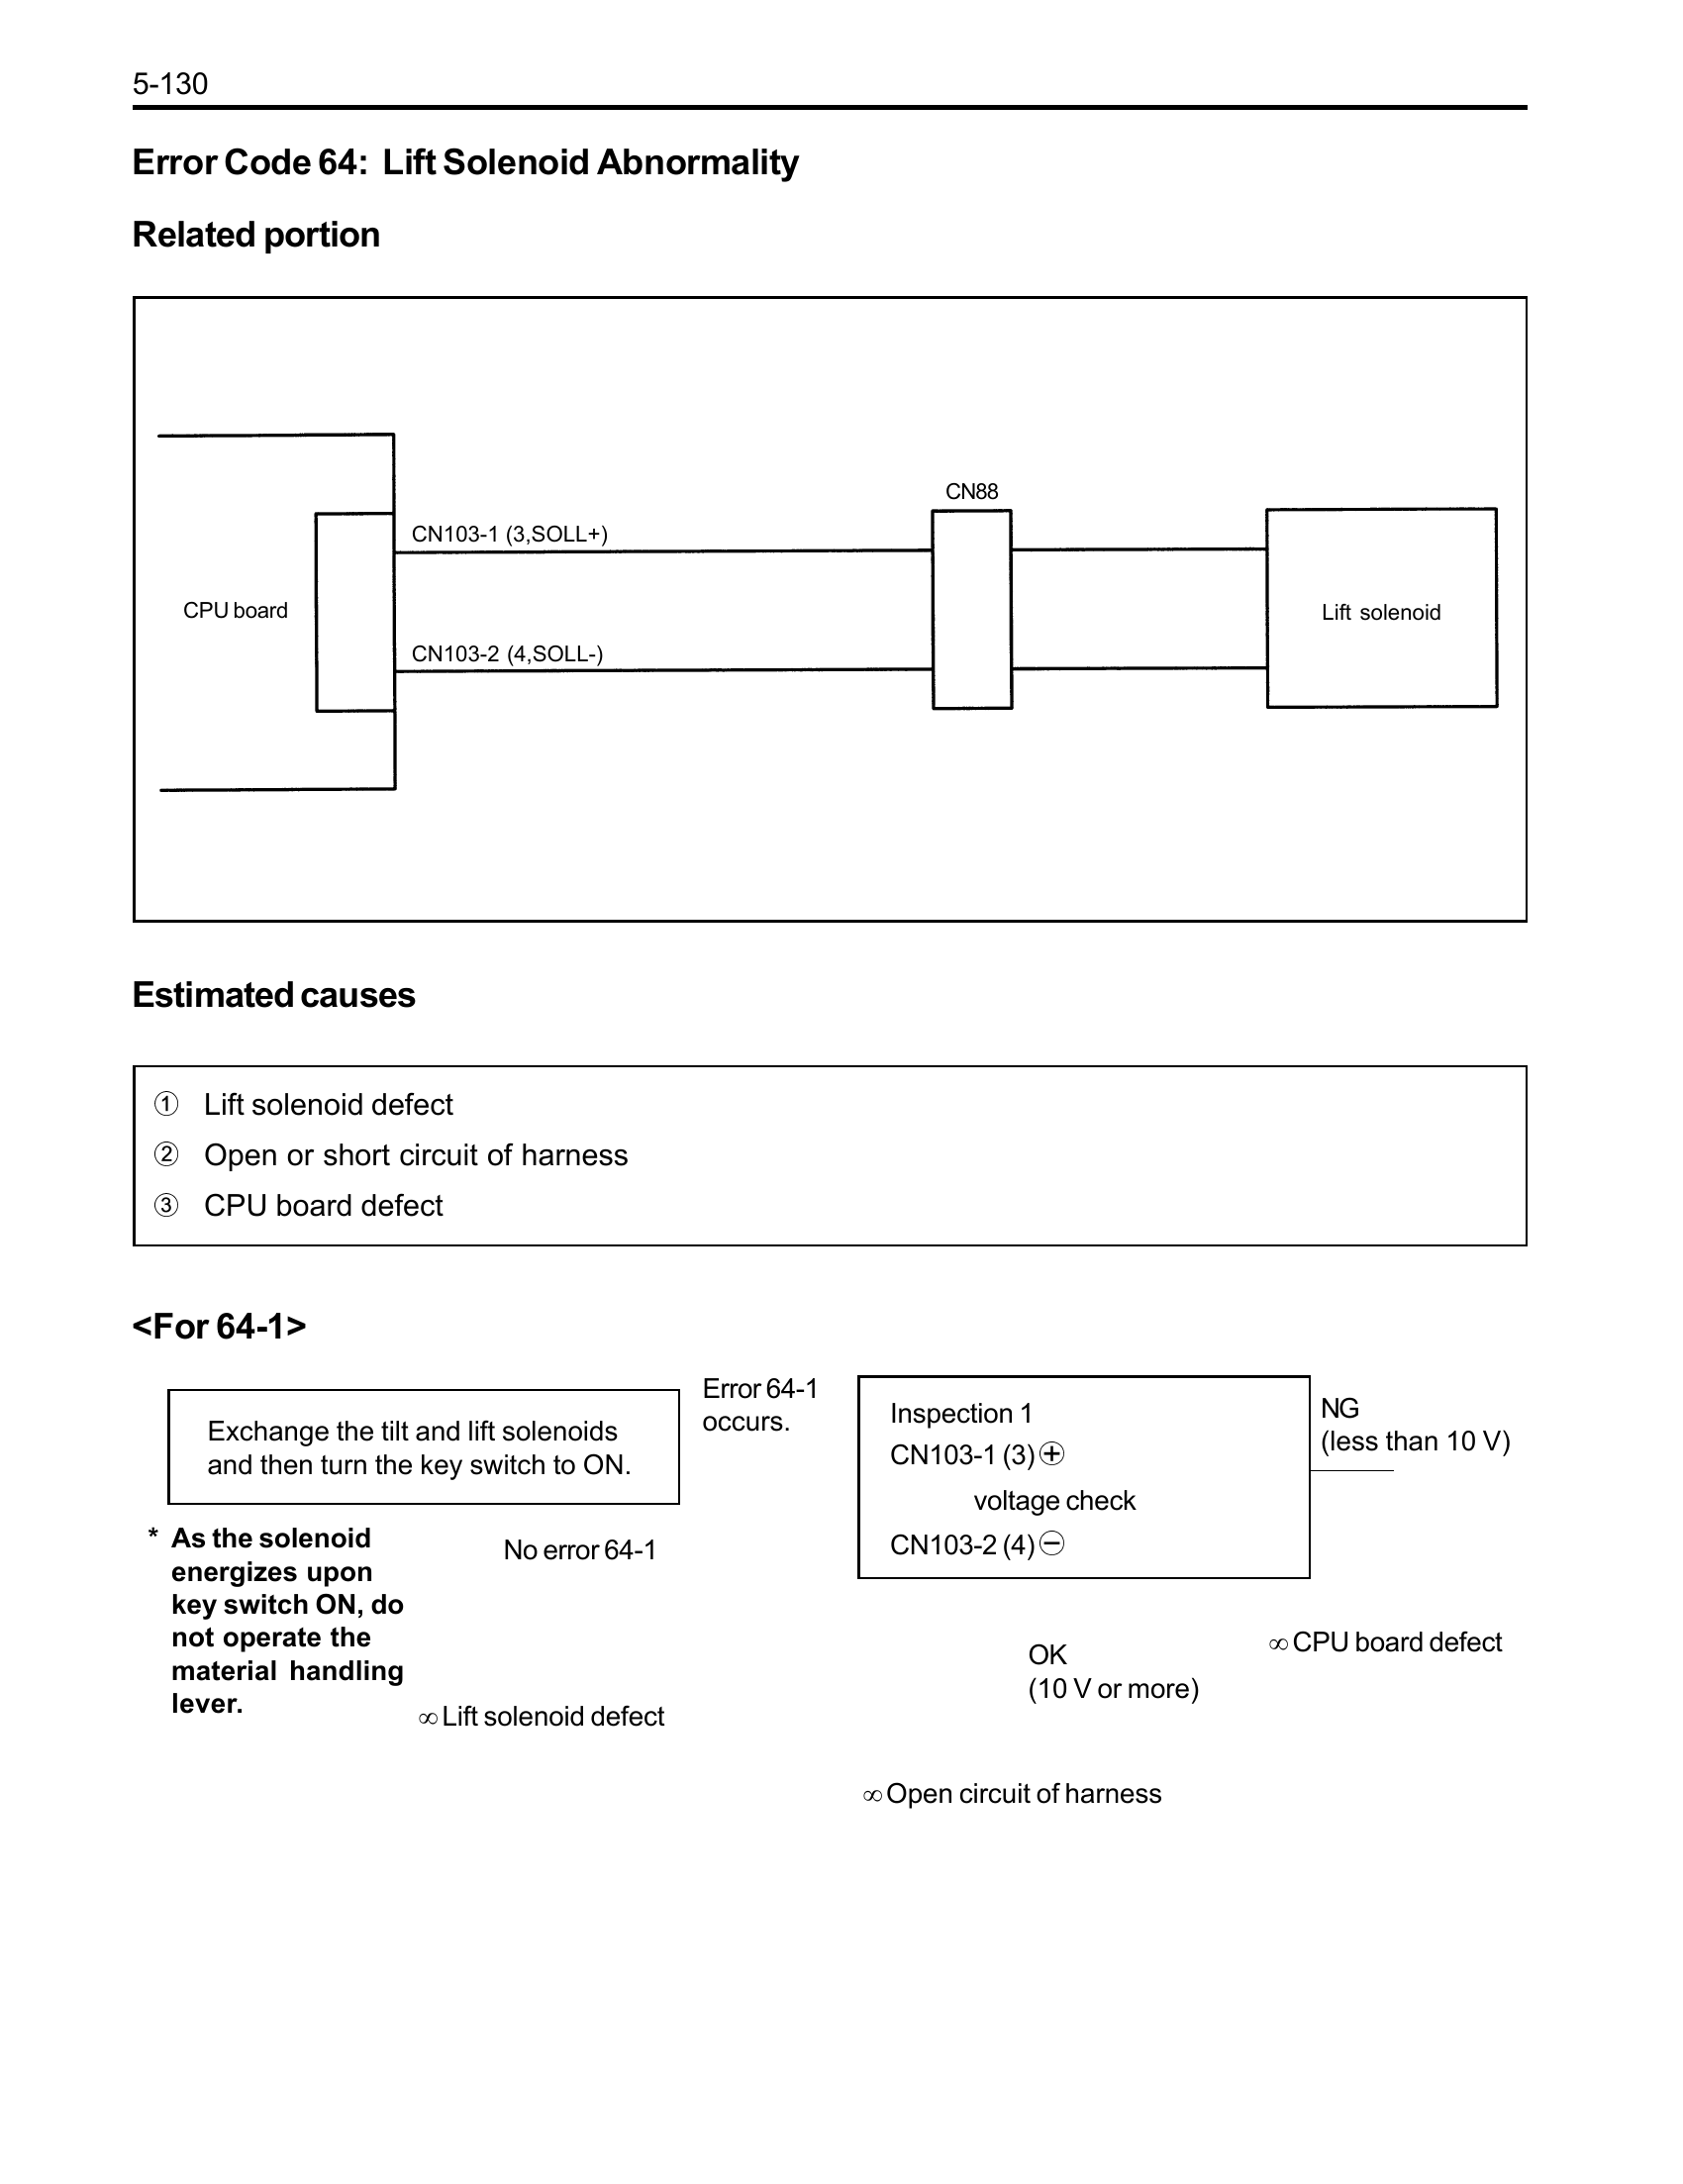 5-130
Error Code 64: Lift Solenoid Abnormality
Related portion
CN88
CN103-1 (3,SOLL+)
CPU board
Lift solenoid
CN103-2 (4,SOLL-)
Estimated causes
① Lift solenoid defect
② Open or short circuit of harness
③ CPU board defect
<For 64-1>
Exchange the tilt and lift solenoids
and then turn the key switch to ON.
Error 64-1
occurs.
Inspection 1
CN103-1 (3)⊕
voltage check
CN103-2 (4)⊖
NG
(less than 10 V)
* As the solenoid
energizes upon
key switch ON, do
not operate the
material handling
lever.
No error 64-1
∞ Lift solenoid defect
OK
(10 V or more)
∞ CPU board defect
∞ Open circuit of harness